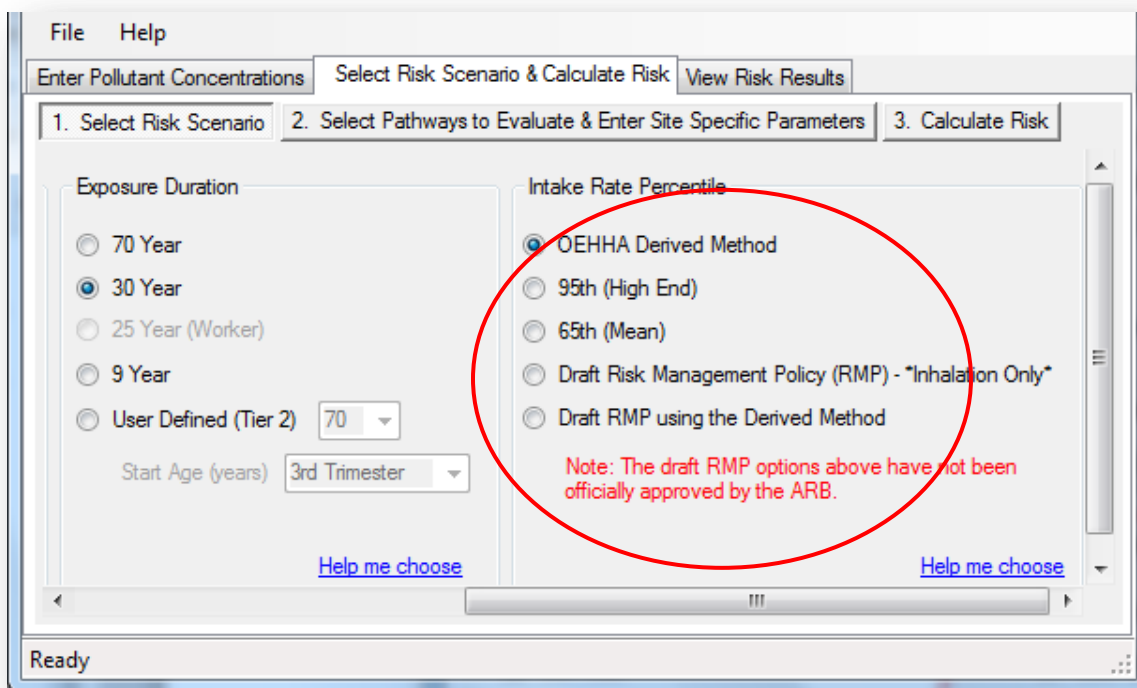 File Help
Enter Pollutant Concentrations Select Risk Scenario & Calculate Risk View Risk Results
1. Select Risk Scenario 2. Select Pathways to Evaluate & Enter Site Specific Parameters 3. Calculate Risk
Exposure Duration
70 Year
30 Year
25 Year (Worker)
9 Year
User Defined (Tier 2) 70
Start Age (years) 3rd Trimester
Help me choose
Intake Rate Percentile
OEHHA Derived Method
95th (High End)
65th (Mean)
Draft Risk Management Policy (RMP) - *Inhalation Only*
Draft RMP using the Derived Method
Note: The draft RMP options above have not been
officially approved by the ARB.
Help me choose
Ready